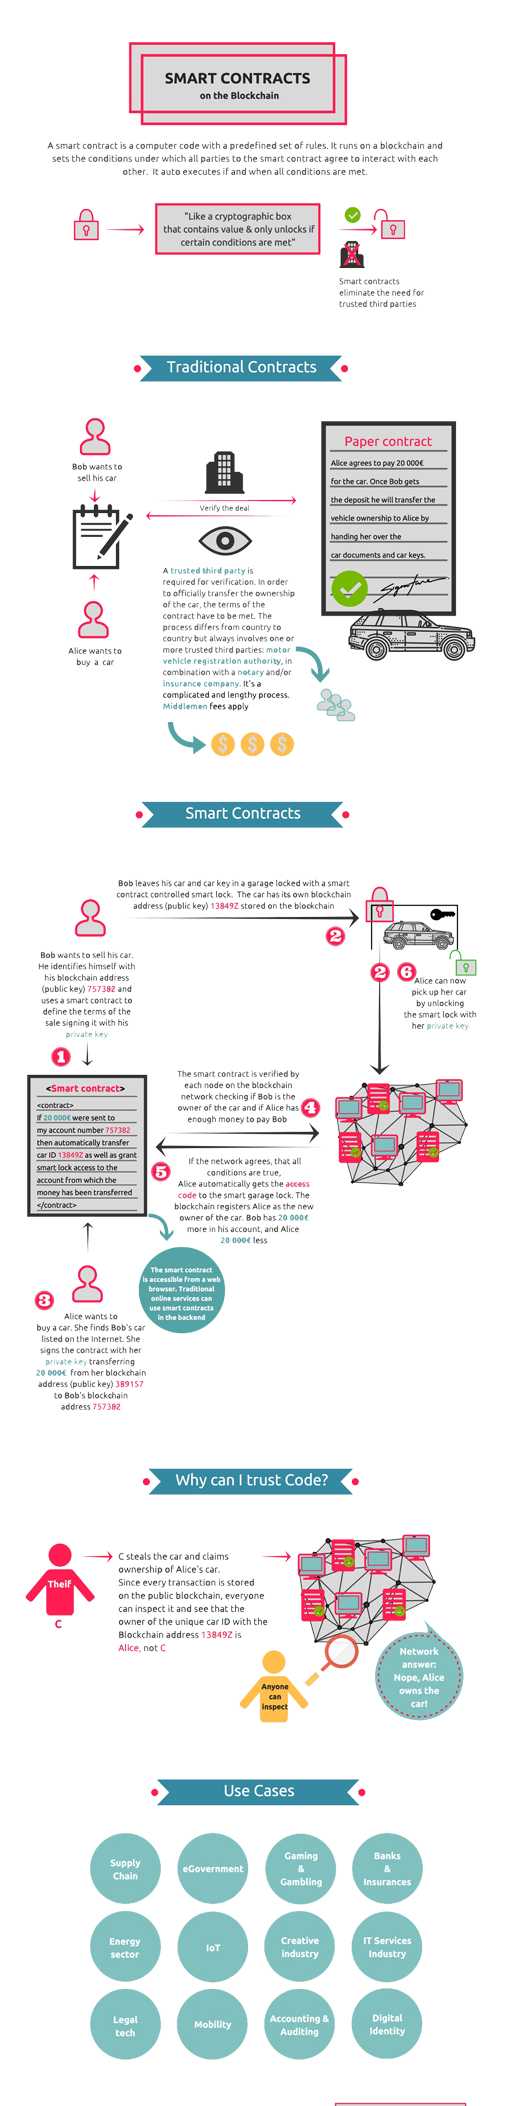 SMART CONTRACTS
on the Blockchain
A smart contract is a computer code with a predefined set of rules. It runs on a blockchain and
sets the conditions under which all parties to the smart contract agree to interact with each
other. It auto executes if and when all conditions are met.
"Like a cryptographic box
that contains value & only unlocks if
certain conditions are met"
Smart contracts
eliminate the need for
trusted third parties
Traditional Contracts
Bob wants to
sell his car
Alice wants to
buy a car
Verify the deal
A trusted third party is
required for verification. In order
to officially transfer the ownership
of the car, the terms of the
contract have to be met. The
process differs from country to
country but always involves one or
more trusted third parties: motor
vehicle registration authority, in
combination with a notary and/or
insurance company. It's a
complicated and lengthy process.
Middlemen fees apply
Paper contract
Alice agrees to pay 20 000€
for the car. Once Bob gets
the deposit he will transfer the
vehicle ownership to Alice by
handing her over the
car documents and car keys.
Signature
Smart Contracts
Bob leaves his car and car key in a garage locked with a smart
contract controlled smart lock. The car has its own blockchain
address (public key) 13849Z stored on the blockchain
2
Bob wants to sell his car.
He identifies himself with
his blockchain address
(public key) 757382 and
uses a smart contract to
define the terms of the
sale signing it with his
private key
1
2
6
Alice can now
pick up her car
by unlocking
the smart lock with
her private key
<Smart contract>
<contract>
If 20 000€ were sent to
my account number 757382
then automatically transfer
car ID 13849Z as well as grant
smart lock access to the
account from which the
money has been transferred
</contract>
The smart contract is verified by
each node on the blockchain
network checking if Bob is the
owner of the car and if Alice has
enough money to pay Bob
4
5
If the network agrees, that all
conditions are true,
Alice automatically gets the access
code to the smart garage lock. The
blockchain registers Alice as the new
owner of the car. Bob has 20 000€
more in his account, and Alice
20 000€ less
The smart contract
is accessible from a web
browser. Traditional
online services can
use smart contracts
in the backend
3
Alice wants to
buy a car. She finds Bob's car
listed on the Internet. She
signs the contract with her
private key transferring
20 000€ from her blockchain
address (public key) 389157
to Bob's blockchain
address 757382
Why can I trust Code?
Theif
C
C steals the car and claims
ownership of Alice's car.
Since every transaction is stored
on the public blockchain, everyone
can inspect it and see that the
owner of the unique car ID with the
Blockchain address 13849Z is
Alice, not C
Anyone
can
inspect
Network
answer:
Nope, Alice
owns the
car!
Use Cases
Supply
Chain
eGovernment
Gaming
&
Gambling
Banks
&
Insurances
Energy
sector
IoT
Creative
industry
IT Services
Industry
Legal
tech
Mobility
Accounting &
Auditing
Digital
Identity